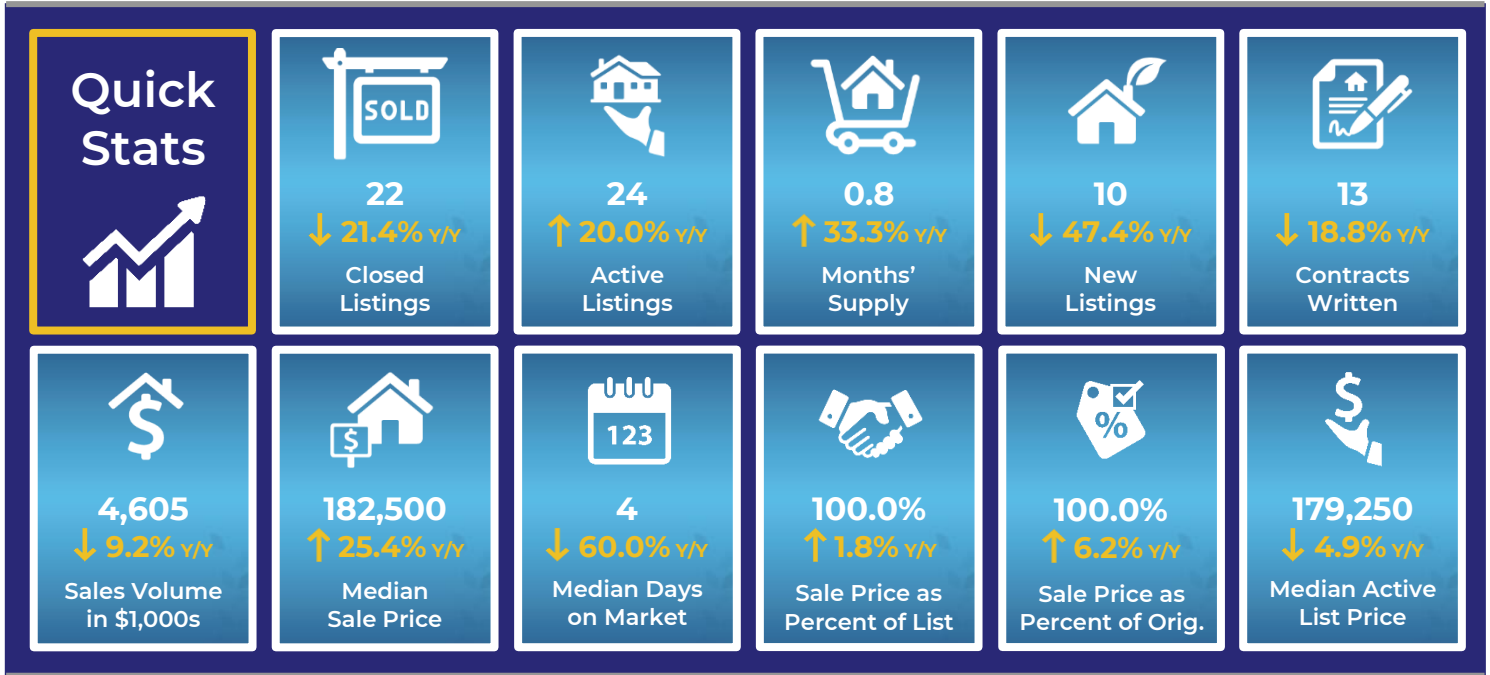 Quick
Stats
SOLD
22
↓ 21.4% Y/Y
Closed
Listings
24
↑ 20.0% Y/Y
Active
Listings
0.8
↑ 33.3% Y/Y
Months’
Supply
10
↓ 47.4% Y/Y
New
Listings
13
↓ 18.8% Y/Y
Contracts
Written
$
4,605
↓ 9.2% Y/Y
Sales Volume
in $1,000s
$
182,500
↑ 25.4% Y/Y
Median
Sale Price
123
4
↓ 60.0% Y/Y
Median Days
on Market
100.0%
↑ 1.8% Y/Y
Sale Price as
Percent of List
%
100.0%
↑ 6.2% Y/Y
Sale Price as
Percent of Orig.
$
179,250
↓ 4.9% Y/Y
Median Active
List Price